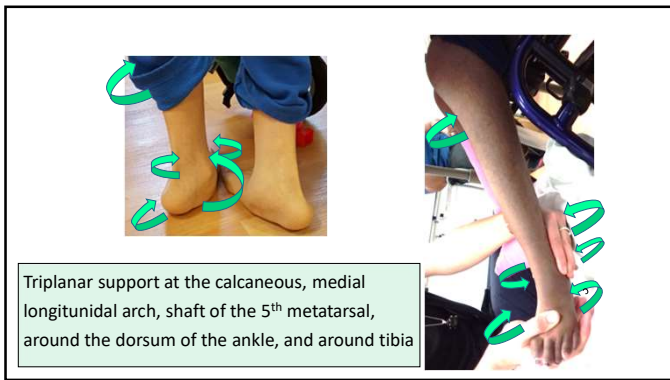 Triplanar support at the calcaneous, medial
longitunidal arch, shaft of the 5th metatarsal,
around the dorsum of the ankle, and around tibia